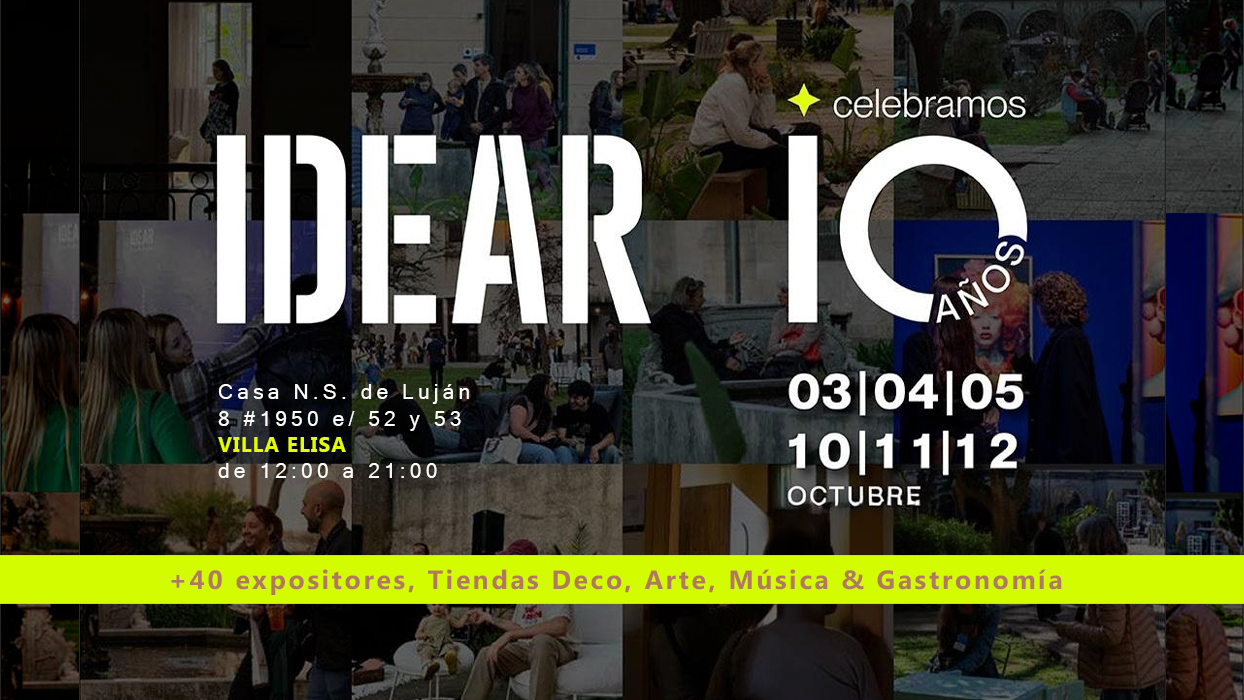 celebramos
IDEAR 10
AÑOS
Casa N.S. de Luján
8 #1950 e/ 52 y 53
VILLA ELISA
de 12:00 a 21:00
03|04|05
10|11|12
OCTUBRE
+40 expositores, Tiendas Deco, Arte, Música & Gastronomía